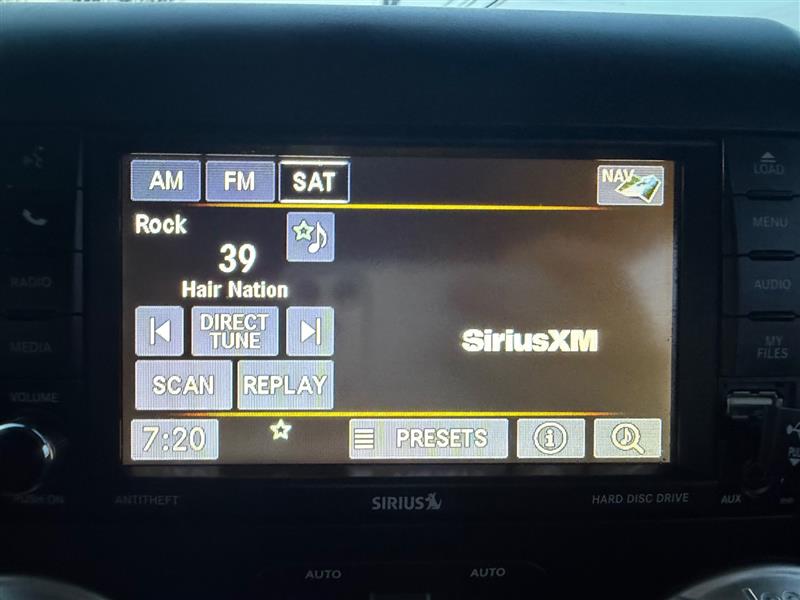 AM FM SAT NAV
LOAD
Rock
39
Hair Nation
MENU
RADIO
AUDIO
DIRECT
TUNE
SiriusXM
MEDIA
MY
FILES
SCAN REPLAY
VOLUME
7:20 PRESETS
PUSH ON
ANTITHEFT SIRIUS HARD DISC DRIVE AUX
AUTO AUTO